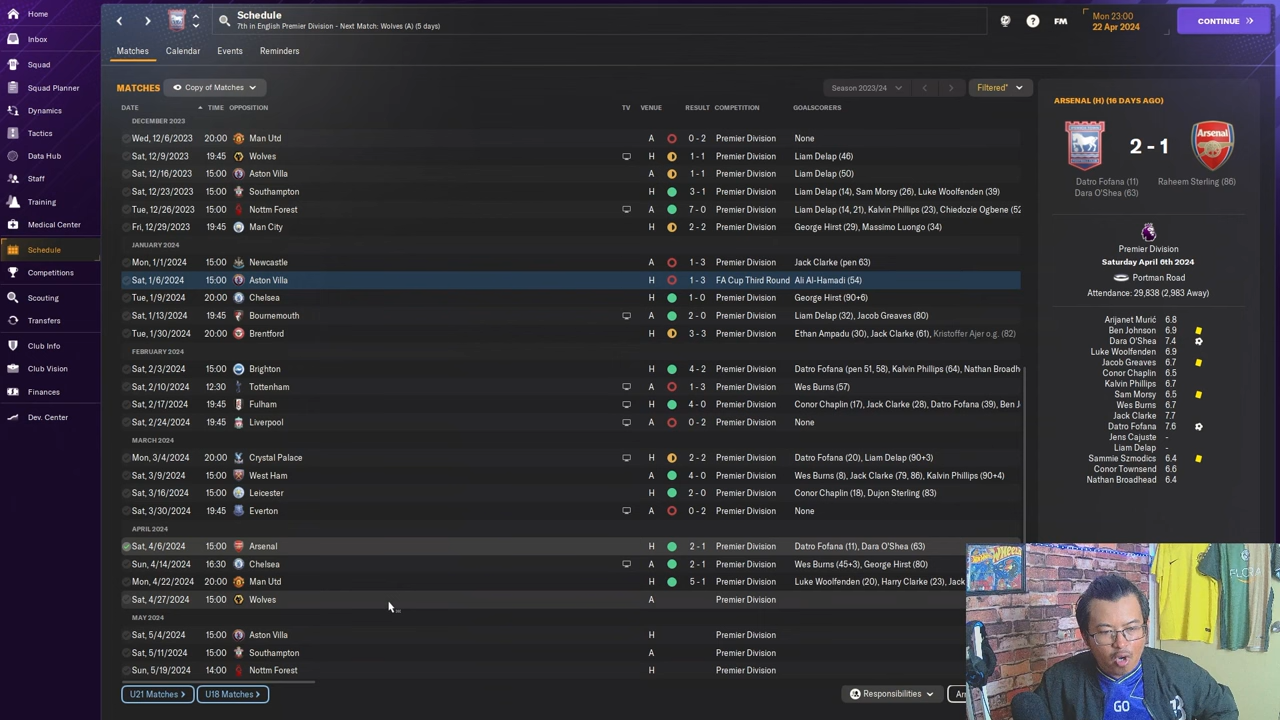 Home
Inbox
Squad
Squad Planner
Dynamics
Tactics
Data Hub
Staff
Training
Medical Center
Schedule
Competitions
Scouting
Transfers
Club Info
Club Vision
Finances
Dev. Center
Schedule
7th in English Premier Division - Next Match: Wolves (A) (5 days)
FM
Mon 23:00
22 Apr 2024
CONTINUE
Matches Calendar Events Reminders
MATCHES Copy of Matches Season 2023/24 Filtered*
DATE TIME OPPOSITION TV VENUE RESULT COMPETITION GOALSCORERS
DECEMBER 2023
Wed, 12/6/2023 20:00 Man Utd A 0 - 2 Premier Division None
Sat, 12/9/2023 19:45 Wolves H 1 - 1 Premier Division Liam Delap (46)
Sat, 12/16/2023 15:00 Aston Villa A 1 - 1 Premier Division Liam Delap (50)
Sat, 12/23/2023 15:00 Southampton H 3 - 1 Premier Division Liam Delap (14), Sam Morsy (26), Luke Woolfenden (39)
Tue, 12/26/2023 15:00 Nottm Forest A 7 - 0 Premier Division Liam Delap (14, 21), Kalvin Phillips (23), Chiedozie Ogbene (52
Fri, 12/29/2023 19:45 Man City H 2 - 2 Premier Division George Hirst (29), Massimo Luongo (34)
JANUARY 2024
Mon, 1/1/2024 15:00 Newcastle A 1 - 3 Premier Division Jack Clarke (pen 63)
Sat, 1/6/2024 15:00 Aston Villa H 1 - 3 FA Cup Third Round Ali Al-Hamadi (54)
Tue, 1/9/2024 20:00 Chelsea H 1 - 0 Premier Division George Hirst (90+6)
Sat, 1/13/2024 19:45 Bournemouth A 2 - 0 Premier Division Liam Delap (32), Jacob Greaves (80)
Tue, 1/30/2024 20:00 Brentford H 3 - 3 Premier Division Ethan Ampadu (30), Jack Clarke (61), Kristoffer Ajer o.g. (82)
FEBRUARY 2024
Sat, 2/3/2024 15:00 Brighton H 4 - 2 Premier Division Datro Fofana (pen 51, 58), Kalvin Phillips (64), Nathan Broadh
Sat, 2/10/2024 12:30 Tottenham A 1 - 3 Premier Division Wes Burns (57)
Sat, 2/17/2024 19:45 Fulham H 4 - 0 Premier Division Conor Chaplin (17), Jack Clarke (28), Datro Fofana (39), Ben J
Sat, 2/24/2024 19:45 Liverpool A 0 - 2 Premier Division None
MARCH 2024
Mon, 3/4/2024 20:00 Crystal Palace H 2 - 2 Premier Division Datro Fofana (20), Liam Delap (90+3)
Sat, 3/9/2024 15:00 West Ham A 4 - 0 Premier Division Wes Burns (8), Jack Clarke (79, 86), Kalvin Phillips (90+4)
Sat, 3/16/2024 15:00 Leicester H 2 - 0 Premier Division Conor Chaplin (18), Dujon Sterling (83)
Sat, 3/30/2024 19:45 Everton A 0 - 2 Premier Division None
APRIL 2024
Sat, 4/6/2024 15:00 Arsenal H 2 - 1 Premier Division Datro Fofana (11), Dara O'Shea (63)
Sun, 4/14/2024 16:30 Chelsea A 2 - 1 Premier Division Wes Burns (45+3), George Hirst (80)
Mon, 4/22/2024 20:00 Man Utd H 5 - 1 Premier Division Luke Woolfenden (20), Harry Clarke (23), Jack
Sat, 4/27/2024 15:00 Wolves A Premier Division
MAY 2024
Sat, 5/4/2024 15:00 Aston Villa H Premier Division
Sat, 5/11/2024 15:00 Southampton A Premier Division
Sun, 5/19/2024 14:00 Nottm Forest H Premier Division
U21 Matches U18 Matches Responsibilities
ARSENAL (H) (16 DAYS AGO)
Arsenal
2 - 1
Datro Fofana (11) Raheem Sterling (86)
Dara O'Shea (63)
Premier Division
Saturday April 6th 2024
Portman Road
Attendance: 29,838 (2,983 Away)
Arijanet Murić 6.8
Ben Johnson 6.9
Dara O'Shea 7.4
Luke Woolfenden 6.9
Jacob Greaves 6.7
Conor Chaplin 6.5
Kalvin Phillips 6.7
Sam Morsy 6.5
Wes Burns 6.7
Jack Clarke 7.7
Datro Fofana 7.6
Jens Cajuste -
Liam Delap -
Sammie Szmodics 6.4
Conor Townsend 6.6
Nathan Broadhead 6.4
GO